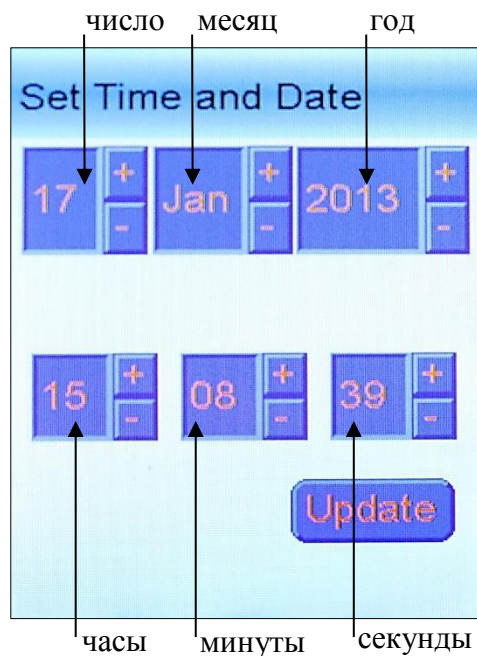 число месяц год
Set Time and Date
17 + - Jan + - 2013 + -
15 + - 08 + - 39 + -
Update
часы минуты секунды